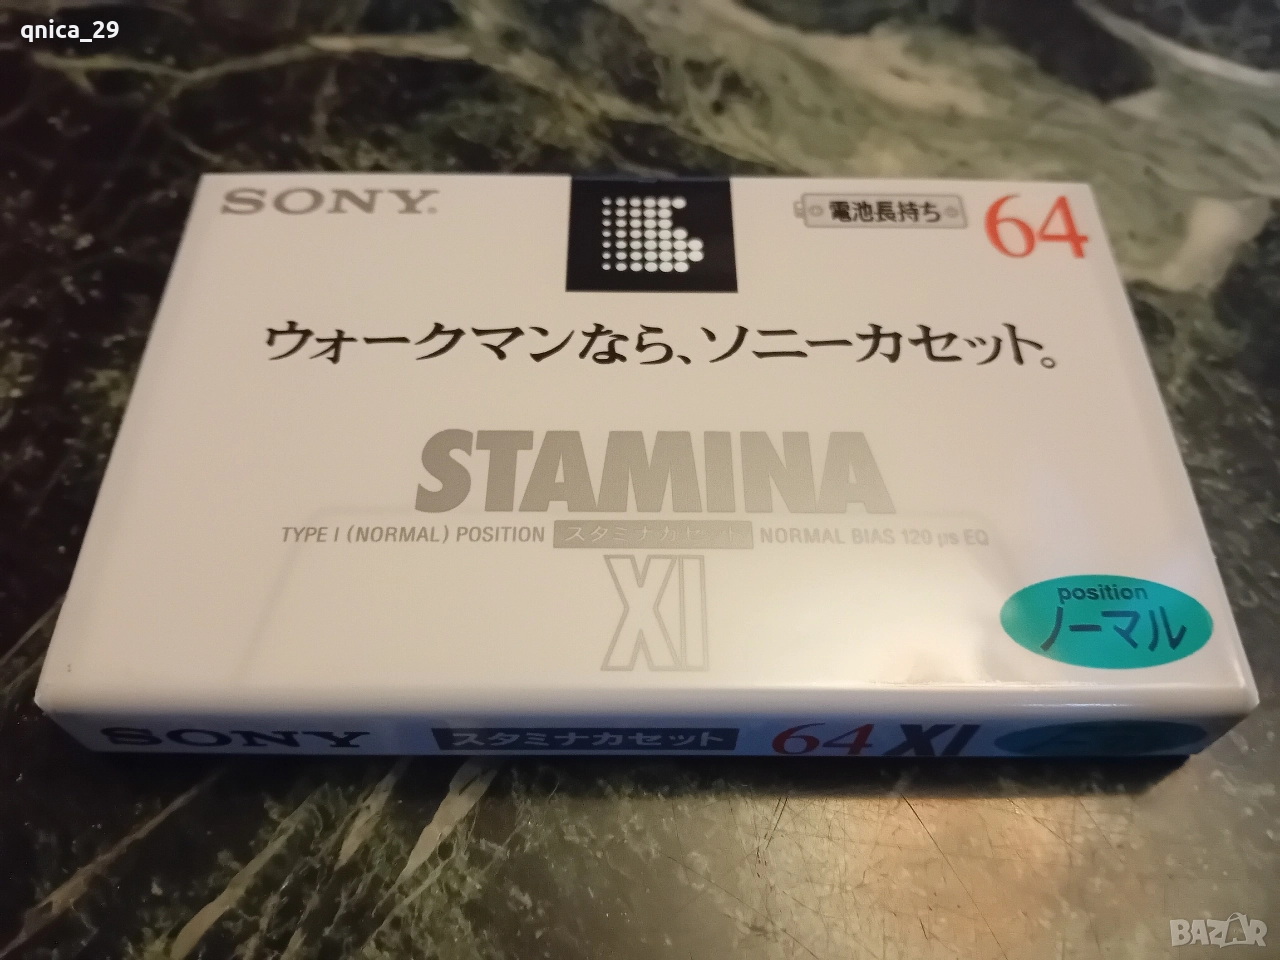 qnica_29
SONY®
電池長持ち
64
ウォークマンなら、ソニーカセット。
STAMINA
TYPE I (NORMAL) POSITION スタミナカセット NORMAL BIAS 120 μs EQ
XI
position
ノーマル
SONY スタミナカセット 64 XI
BAZAR